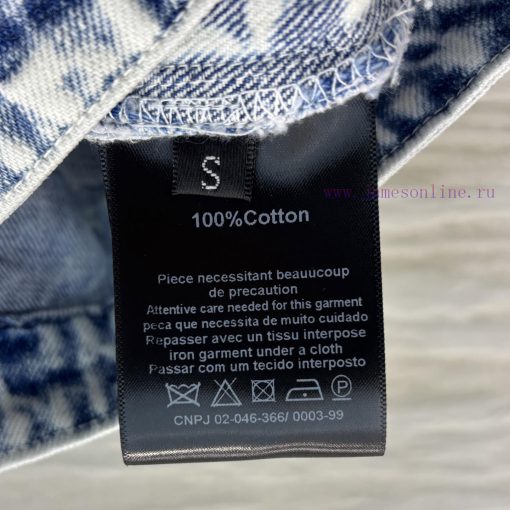 S
www.jamesonline.ru
100%Cotton
Piece necessitant beauucoup
de precaution
Attentive care needed for this garment
peca que necessita de muito cuidado
Repasser avec un tissu interpose
iron garment under a cloth
Passar com um tecido interposto
P
CNPJ 02-046-366/ 0003-99